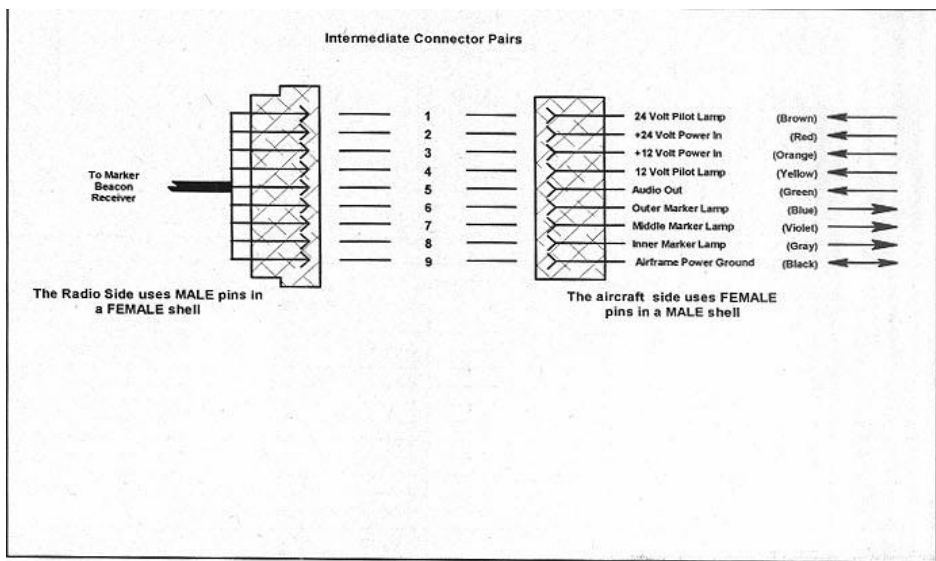 Intermediate Connector Pairs
To Marker
Beacon
Receiver
1
2
3
4
5
6
7
8
9
24 Volt Pilot Lamp (Brown)
+24 Volt Power In (Red)
+12 Volt Power In (Orange)
12 Volt Pilot Lamp (Yellow)
Audio Out (Green)
Outer Marker Lamp (Blue)
Middle Marker Lamp (Violet)
Inner Marker Lamp (Gray)
Airframe Power Ground (Black)
The Radio Side uses MALE pins in
a FEMALE shell
The aircraft side uses FEMALE
pins in a MALE shell